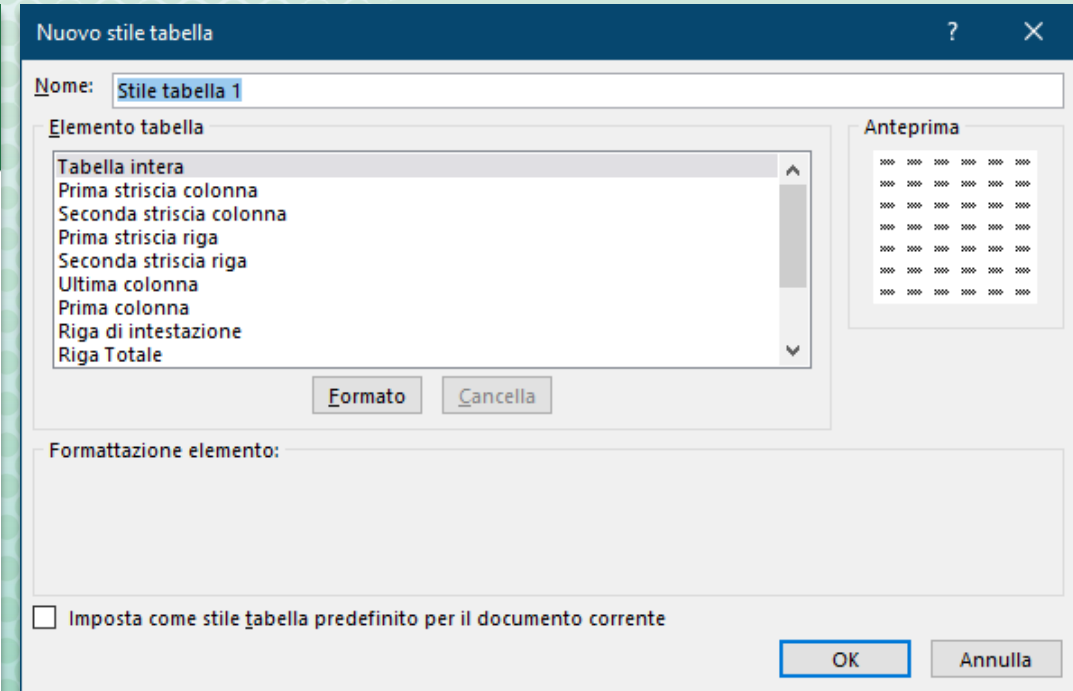 Nuovo stile tabella
?
Nome:
Stile tabella 1
Elemento tabella
Anteprima
Tabella intera
Prima striscia colonna
Seconda striscia colonna
Prima striscia riga
Seconda striscia riga
Ultima colonna
Prima colonna
Riga di intestazione
Riga Totale
Formato
Cancella
Formattazione elemento:
Imposta come stile tabella predefinito per il documento corrente
OK
Annulla